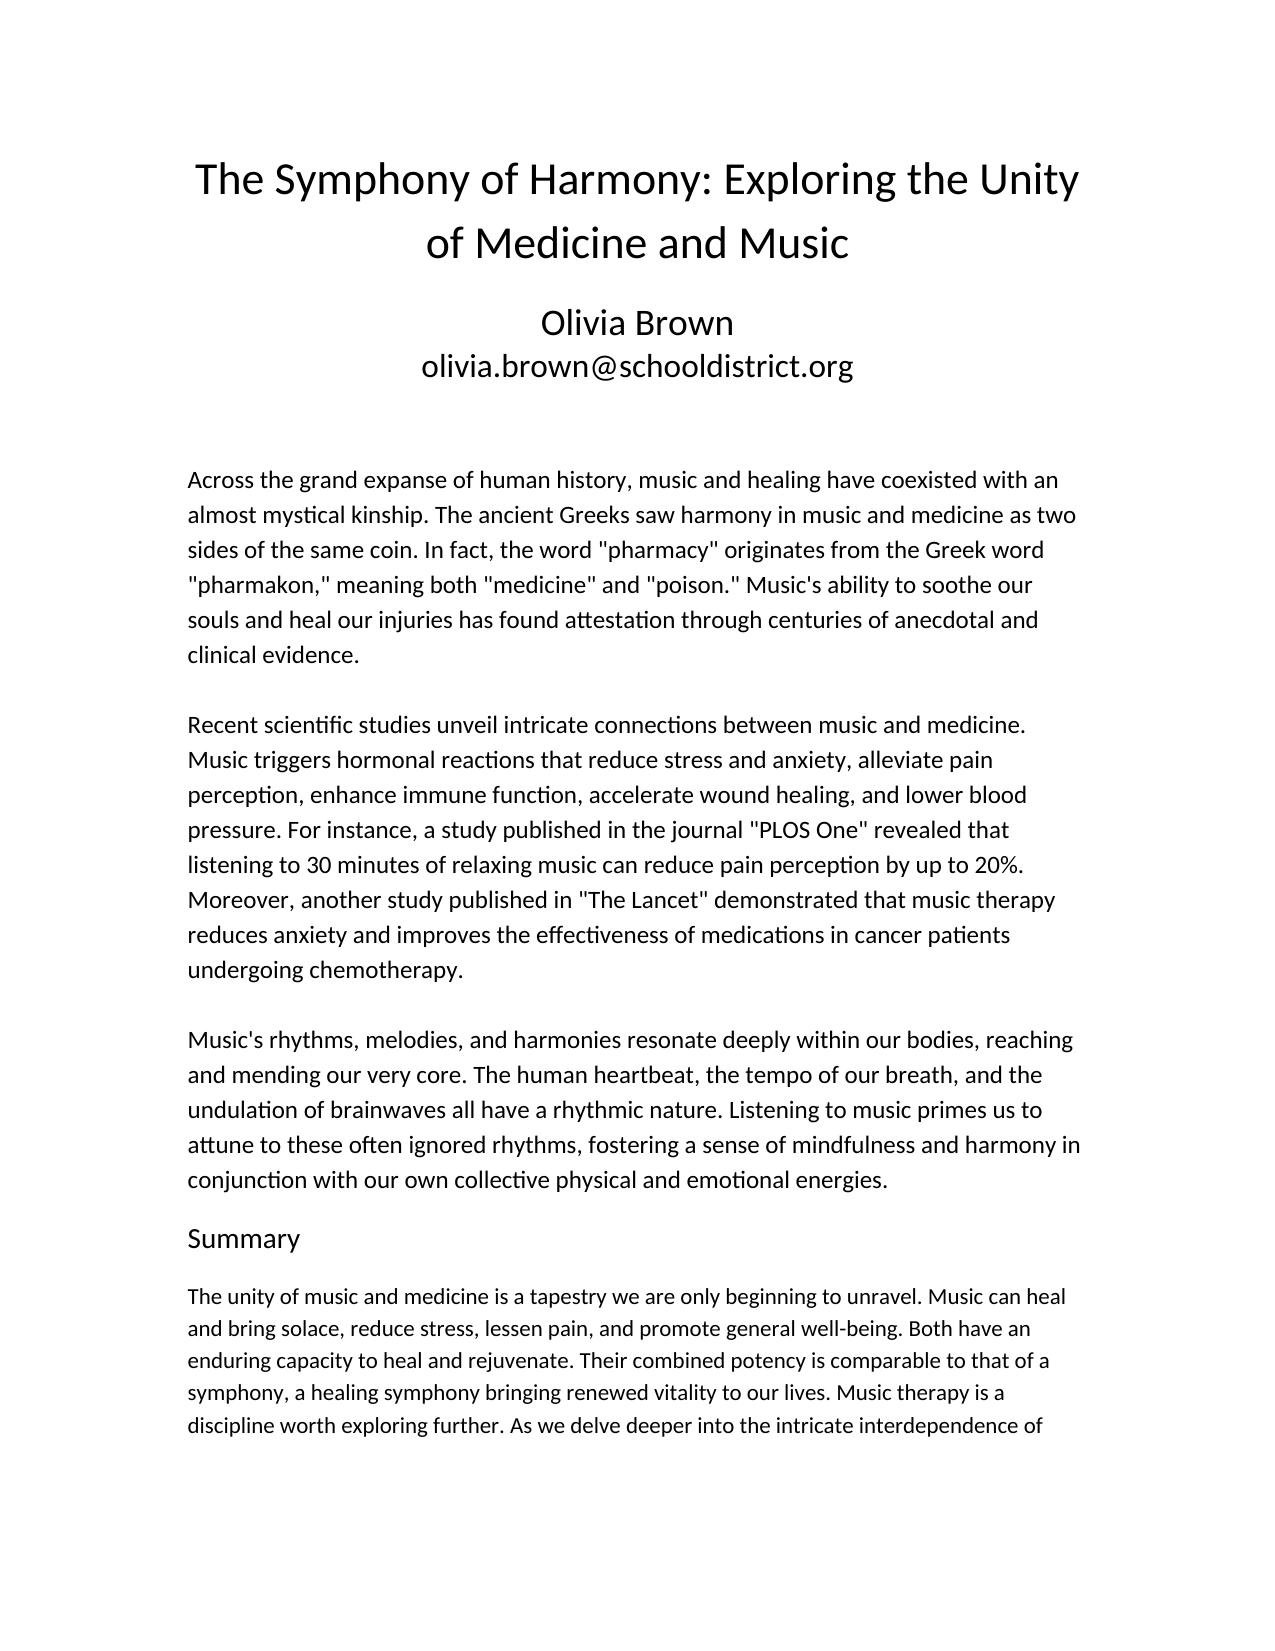 The Symphony of Harmony: Exploring the Unity
of Medicine and Music
Olivia Brown
olivia.brown@schooldistrict.org
Across the grand expanse of human history, music and healing have coexisted with an
almost mystical kinship. The ancient Greeks saw harmony in music and medicine as two
sides of the same coin. In fact, the word "pharmacy" originates from the Greek word
"pharmakon," meaning both "medicine" and "poison." Music's ability to soothe our
souls and heal our injuries has found attestation through centuries of anecdotal and
clinical evidence.
Recent scientific studies unveil intricate connections between music and medicine.
Music triggers hormonal reactions that reduce stress and anxiety, alleviate pain
perception, enhance immune function, accelerate wound healing, and lower blood
pressure. For instance, a study published in the journal "PLOS One" revealed that
listening to 30 minutes of relaxing music can reduce pain perception by up to 20%.
Moreover, another study published in "The Lancet" demonstrated that music therapy
reduces anxiety and improves the effectiveness of medications in cancer patients
undergoing chemotherapy.
Music's rhythms, melodies, and harmonies resonate deeply within our bodies, reaching
and mending our very core. The human heartbeat, the tempo of our breath, and the
undulation of brainwaves all have a rhythmic nature. Listening to music primes us to
attune to these often ignored rhythms, fostering a sense of mindfulness and harmony in
conjunction with our own collective physical and emotional energies.
Summary
The unity of music and medicine is a tapestry we are only beginning to unravel. Music can heal
and bring solace, reduce stress, lessen pain, and promote general well-being. Both have an
enduring capacity to heal and rejuvenate. Their combined potency is comparable to that of a
symphony, a healing symphony bringing renewed vitality to our lives. Music therapy is a
discipline worth exploring further. As we delve deeper into the intricate interdependence of